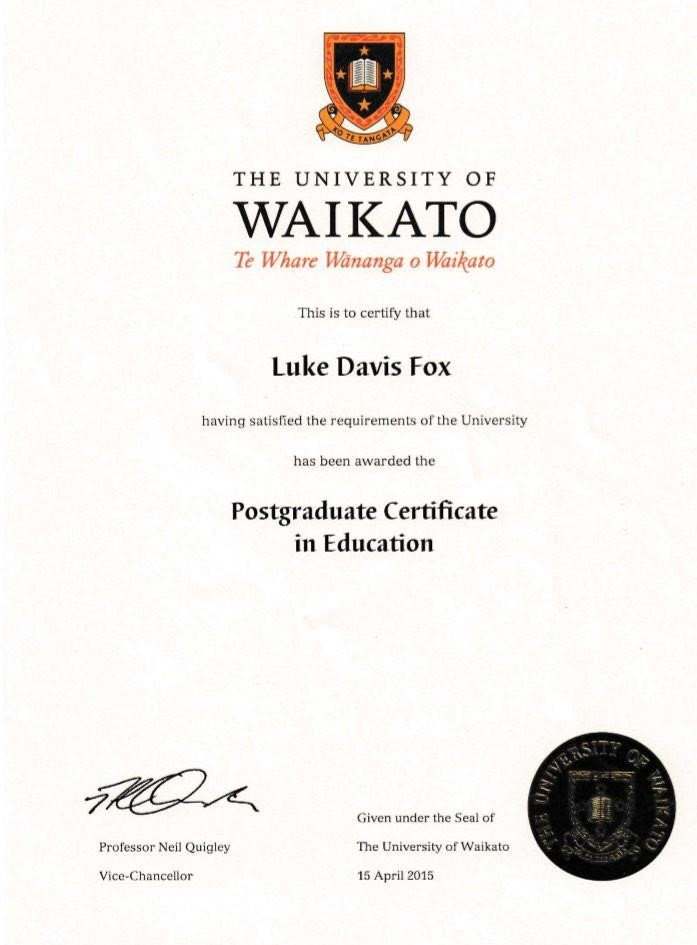 KO TE TANGATA
THE UNIVERSITY OF
WAIKATO
Te Whare Wānanga o Waikato
This is to certify that
Luke Davis Fox
having satisfied the requirements of the University
has been awarded the
Postgraduate Certificate
in Education
Professor Neil Quigley
Vice-Chancellor
Given under the Seal of
The University of Waikato
15 April 2015
THE UNIVERSITY OF WAIKATO